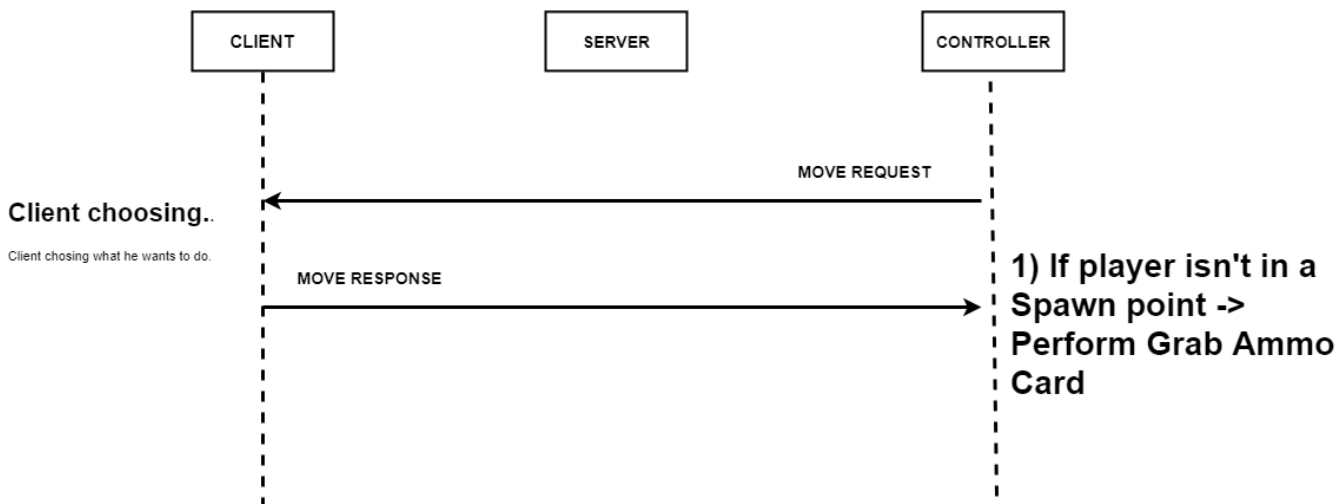 CLIENT
SERVER
CONTROLLER
MOVE REQUEST
Client choosing..
Client chosing what he wants to do.
MOVE RESPONSE
1) If player isn't in a
Spawn point ->
Perform Grab Ammo
Card